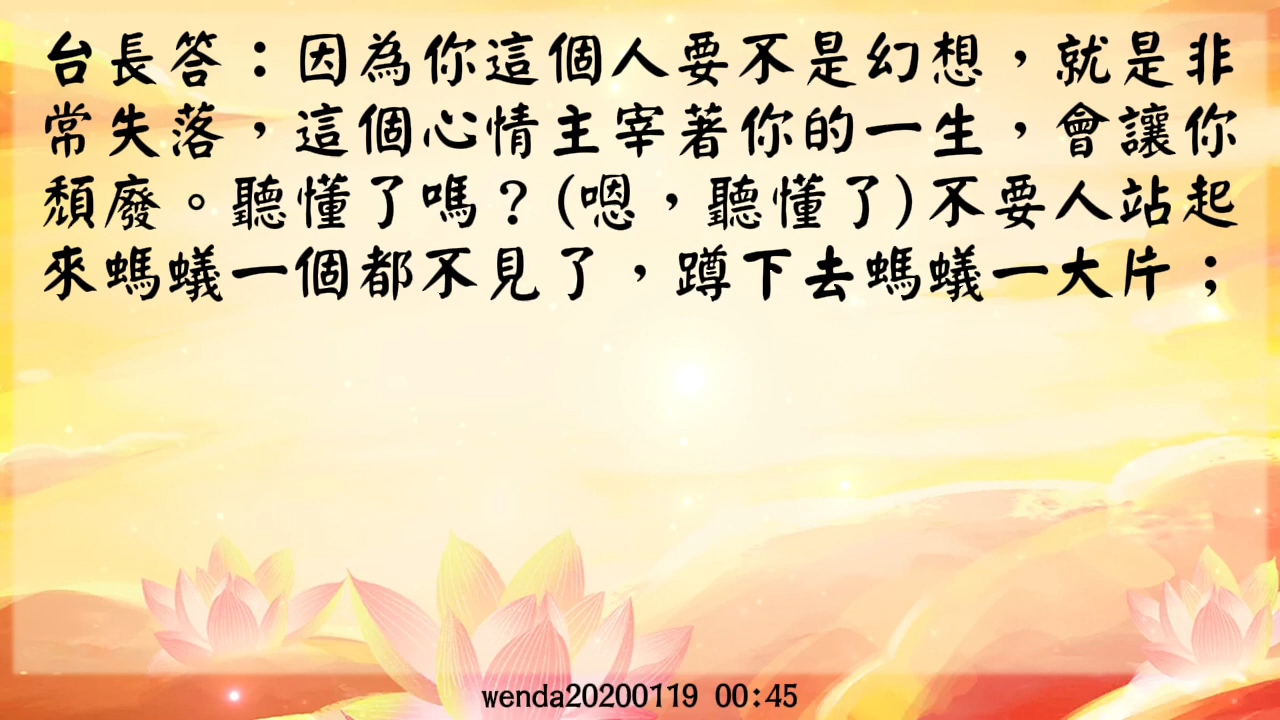 台長答：因為你這個人要不是幻想，就是非
常失落，這個心情主宰著你的一生，會讓你
頹廢。聽懂了嗎？(嗯，聽懂了)不要人站起
來螞蟻一個都不見了，蹲下去螞蟻一大片；
wenda20200119 00:45